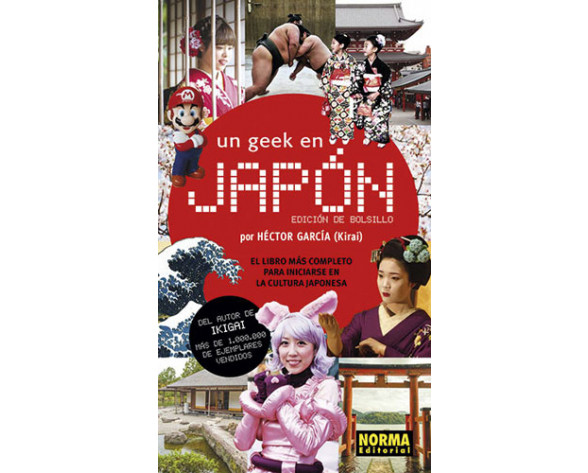 un geek en
JAPÓN
EDICIÓN DE BOLSILLO
por HÉCTOR GARCÍA (Kirai)
EL LIBRO MÁS COMPLETO
PARA INICIARSE EN
LA CULTURA JAPONESA
DEL AUTOR DE
IKIGAI
MÁS DE 1.000.000
DE EJEMPLARES
VENDIDOS
NORMA
Editorial